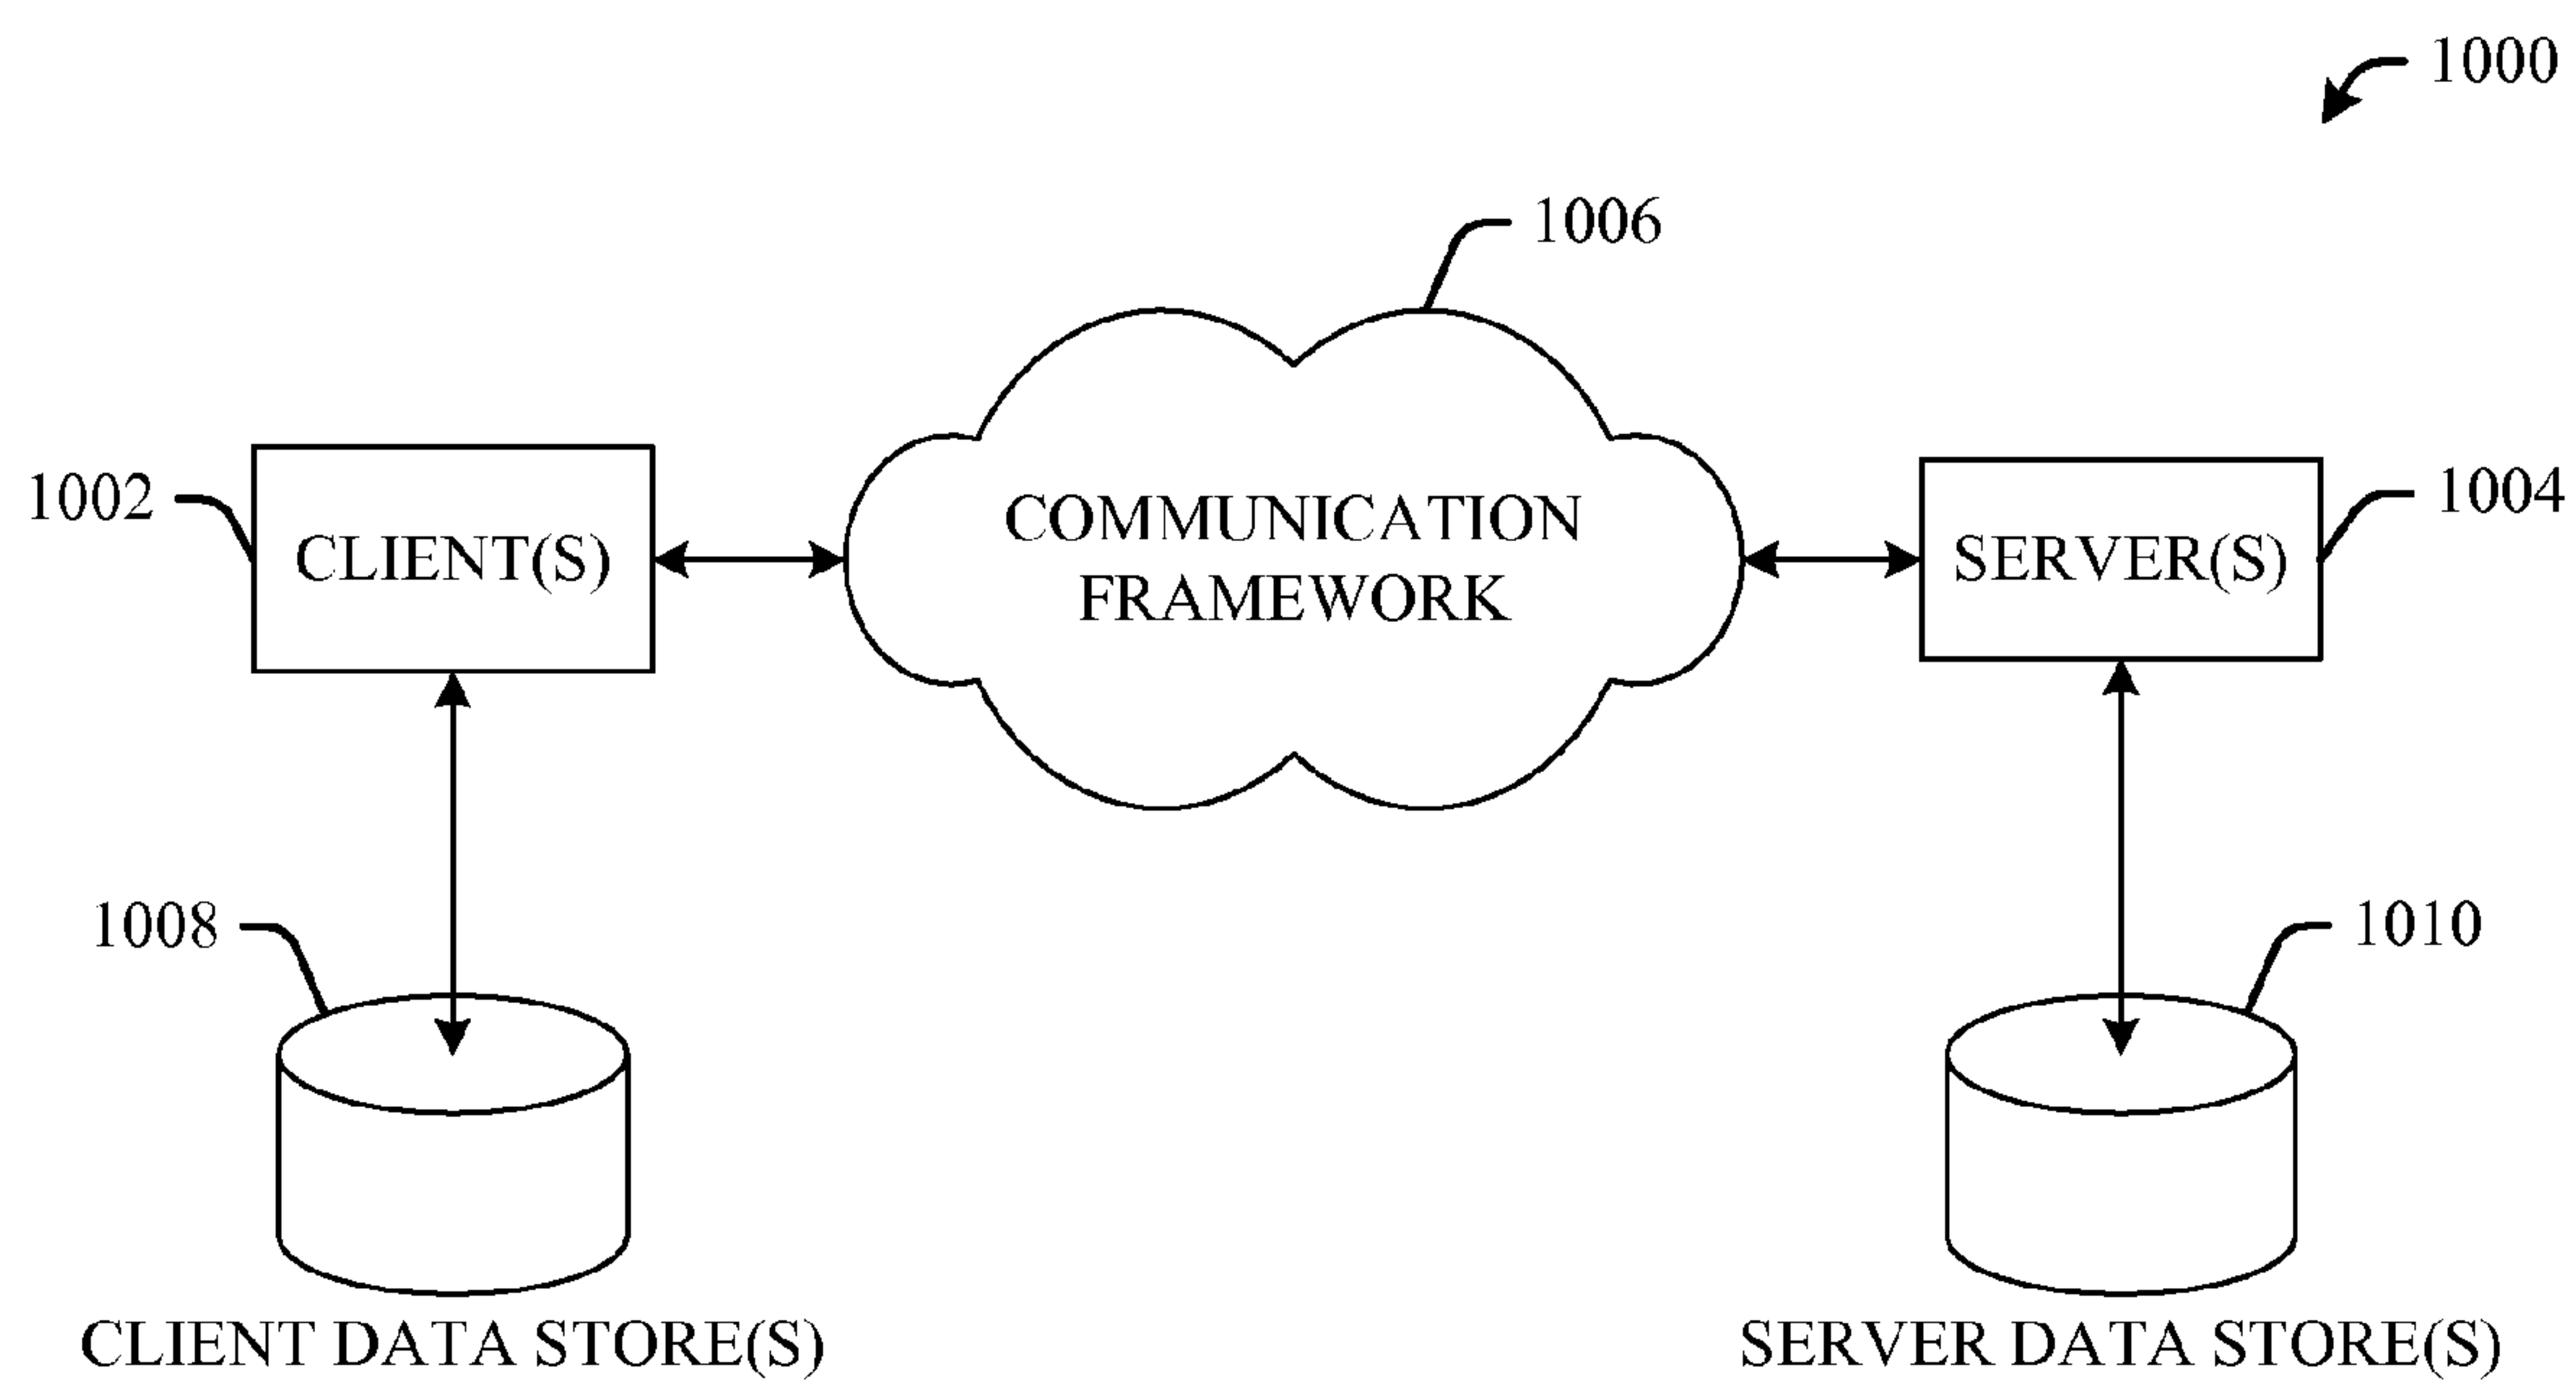 1000
1006
COMMUNICATION
FRAMEWORK
1002
CLIENT(S)
SERVER(S)
1004
1008
1010
CLIENT DATA STORE(S)
SERVER DATA STORE(S)